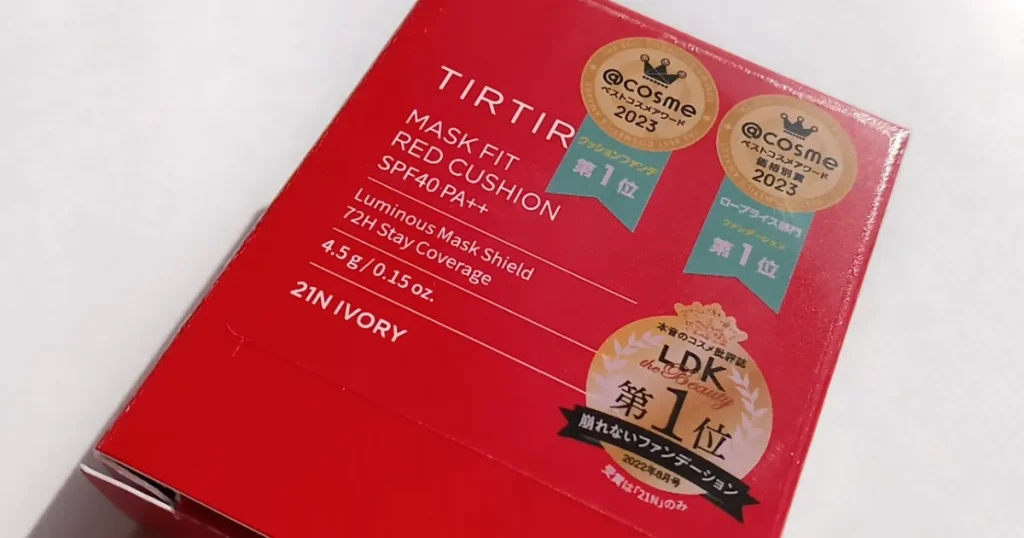 TIRTIR
MASK FIT
RED CUSHION
SPF40 PA++
Luminous Mask Shield
72H Stay Coverage
4.5g/0.15oz.
21N IVORY
@cosme
ベストコスメアワード
2023
クッションファンデ
第1位
@cosme
ベストコスメアワード
価格別賞
2023
ロープライス部門
ファンデーション
第1位
本音のコスメ批評誌
LDK
the Beauty
第1位
崩れないファンデーション
2022年8月号
受賞は「21N」のみ